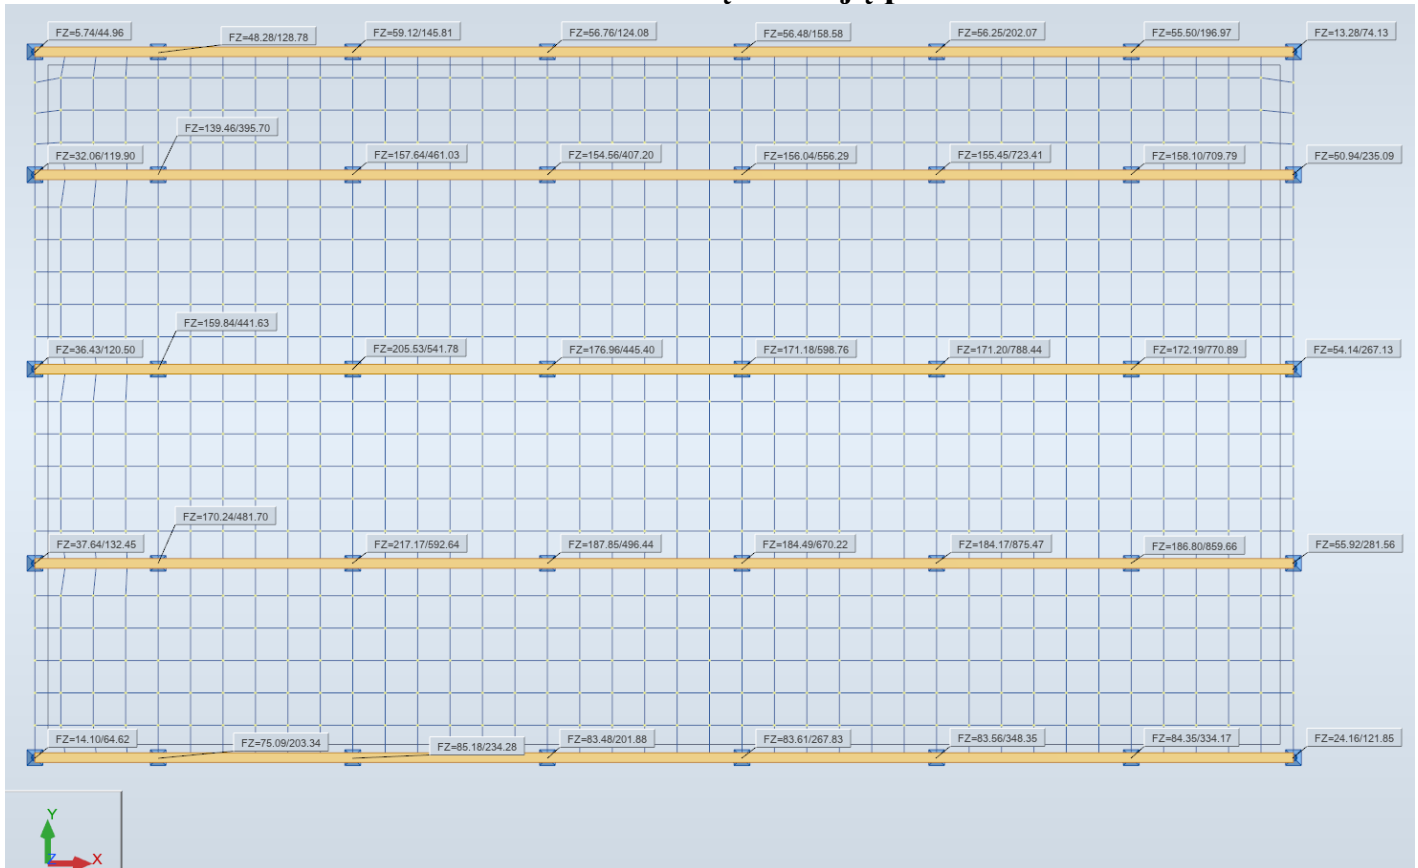 FZ=5.74/44.96
FZ=48.28/128.78
FZ=59.12/145.81
FZ=56.76/124.08
FZ=56.48/158.58
FZ=56.25/202.07
FZ=55.50/196.97
FZ=13.28/74.13
FZ=139.46/395.70
FZ=32.06/119.90
FZ=157.64/461.03
FZ=154.56/407.20
FZ=156.04/556.29
FZ=155.45/723.41
FZ=158.10/709.79
FZ=50.94/235.09
FZ=159.84/441.63
FZ=36.43/120.50
FZ=205.53/541.78
FZ=176.96/445.40
FZ=171.18/598.76
FZ=171.20/788.44
FZ=172.19/770.89
FZ=54.14/267.13
FZ=170.24/481.70
FZ=37.64/132.45
FZ=217.17/592.64
FZ=187.85/496.44
FZ=184.49/670.22
FZ=184.17/875.47
FZ=186.80/859.66
FZ=55.92/281.56
FZ=14.10/64.62
FZ=75.09/203.34
FZ=85.18/234.28
FZ=83.48/201.88
FZ=83.61/267.83
FZ=83.56/348.35
FZ=84.35/334.17
FZ=24.16/121.85
Y
Z
X